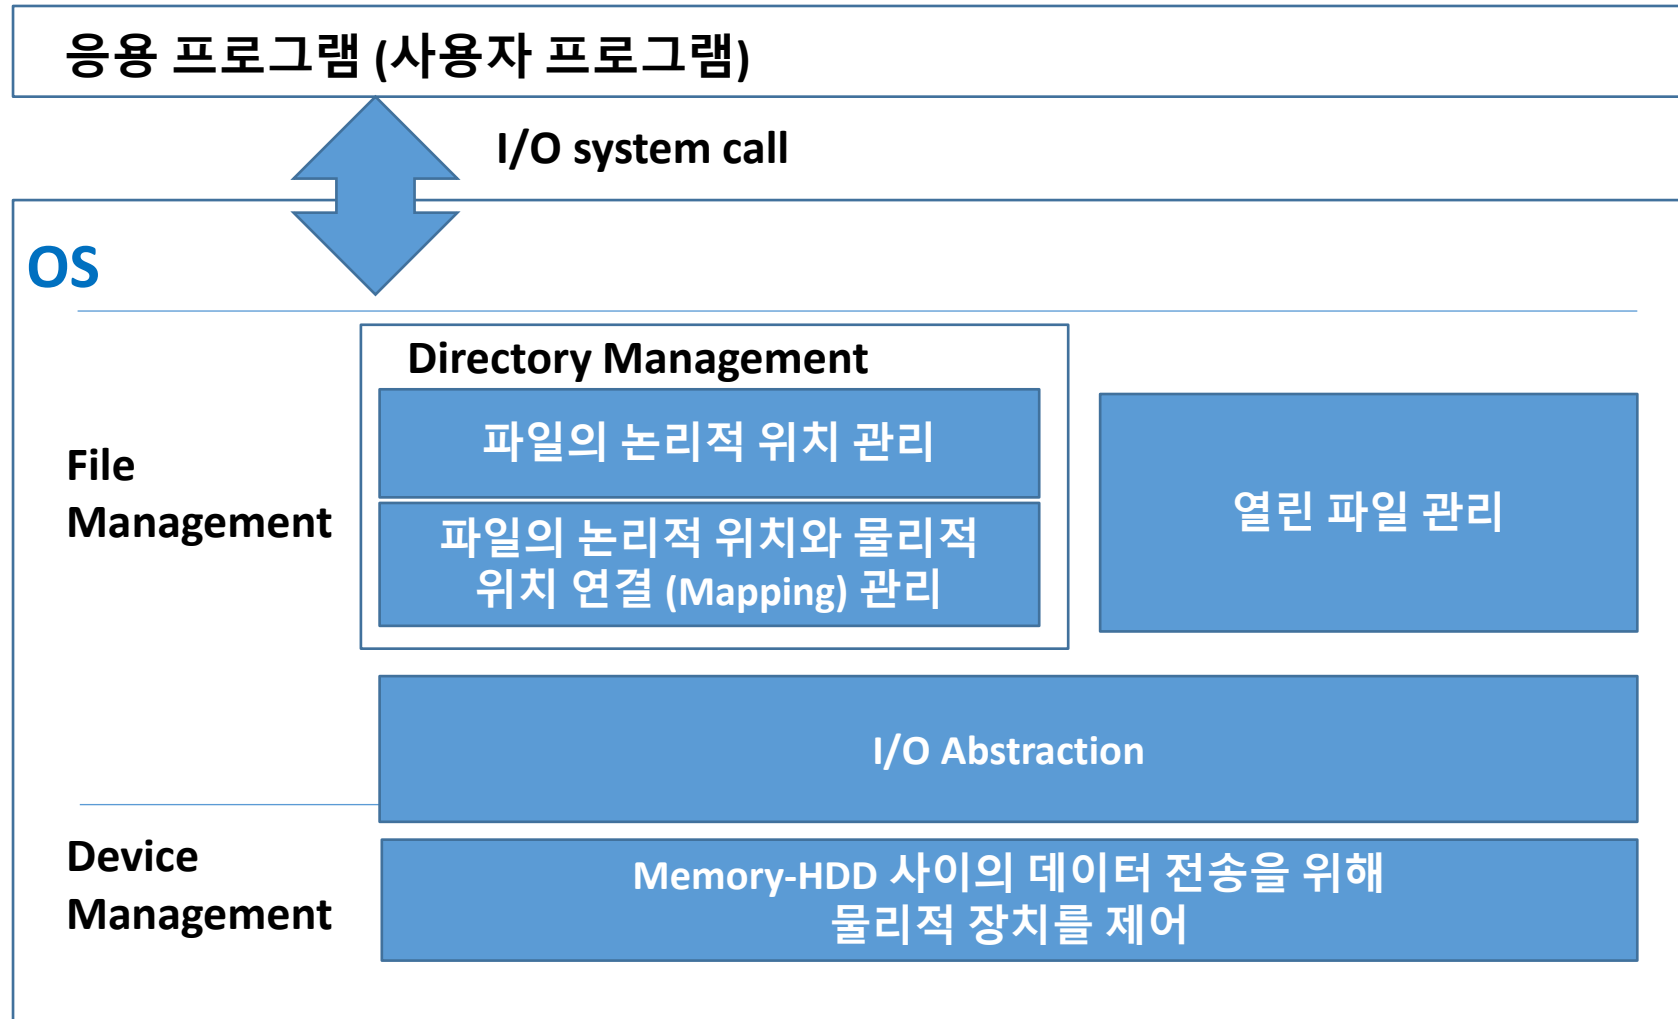 응용 프로그램 (사용자 프로그램)
I/O system call
OS
File
Management
Directory Management
파일의 논리적 위치 관리
파일의 논리적 위치와 물리적
위치 연결 (Mapping) 관리
열린 파일 관리
I/O Abstraction
Device
Management
Memory-HDD 사이의 데이터 전송을 위해
물리적 장치를 제어